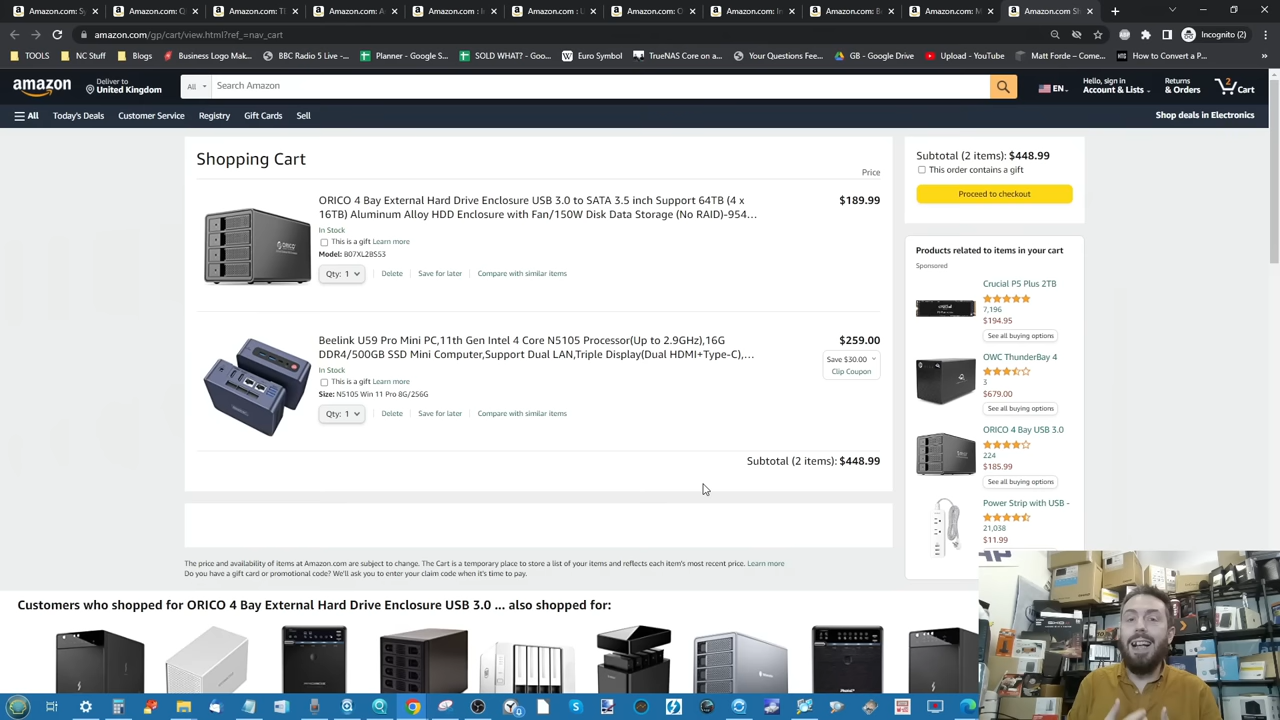 amazon.com/gp/cart/view.html?ref_=nav_cart
Incognito (2)
TOOLS
NC Stuff
Blogs
Business Logo Mak...
BBC Radio 5 Live -...
Planner - Google S...
SOLD WHAT? - Goo...
Euro Symbol
TrueNAS Core on a...
Your Questions Fee...
GB - Google Drive
Upload - YouTube
Matt Forde – Come...
How to Convert a P...
amazon
Deliver to
United Kingdom
All
Search Amazon
EN
Hello, sign in
Account & Lists
Returns
& Orders
2
Cart
All
Today's Deals
Customer Service
Registry
Gift Cards
Sell
Shop deals in Electronics
Shopping Cart
Price
ORICO 4 Bay External Hard Drive Enclosure USB 3.0 to SATA 3.5 inch Support 64TB (4 x
16TB) Aluminum Alloy HDD Enclosure with Fan/150W Disk Data Storage (No RAID)-954...
$189.99
In Stock
This is a gift Learn more
Model: B07XL2BS53
Qty: 1
Delete
Save for later
Compare with similar items
U59 Pro Mini PC,11th Gen Intel 4 Core N5105 Processor(Up to 2.9GHz),16G
DDR4/500GB SSD Mini Computer,Support Dual LAN,Triple Display(Dual HDMI+Type-C),...
$259.00
Save $30.00
Clip Coupon
In Stock
This is a gift Learn more
Size: N5105 Win 11 Pro 8G/256G
Qty: 1
Delete
Save for later
Compare with similar items
Subtotal (2 items): $448.99
Subtotal (2 items): $448.99
This order contains a gift
Proceed to checkout
Products related to items in your cart
Sponsored
Crucial P5 Plus 2TB
7,196
$194.95
See all buying options
OWC ThunderBay 4
3
$679.00
See all buying options
ORICO 4 Bay USB 3.0
224
$185.99
See all buying options
Power Strip with USB -
21,038
$11.99
The price and availability of items at Amazon.com are subject to change. The Cart is a temporary place to store a list of your items and reflects each item's most recent price. Learn more
Do you have a gift card or promotional code? We'll ask you to enter your claim code when it's time to pay.
Customers who shopped for ORICO 4 Bay External Hard Drive Enclosure USB 3.0 ... also shopped for: